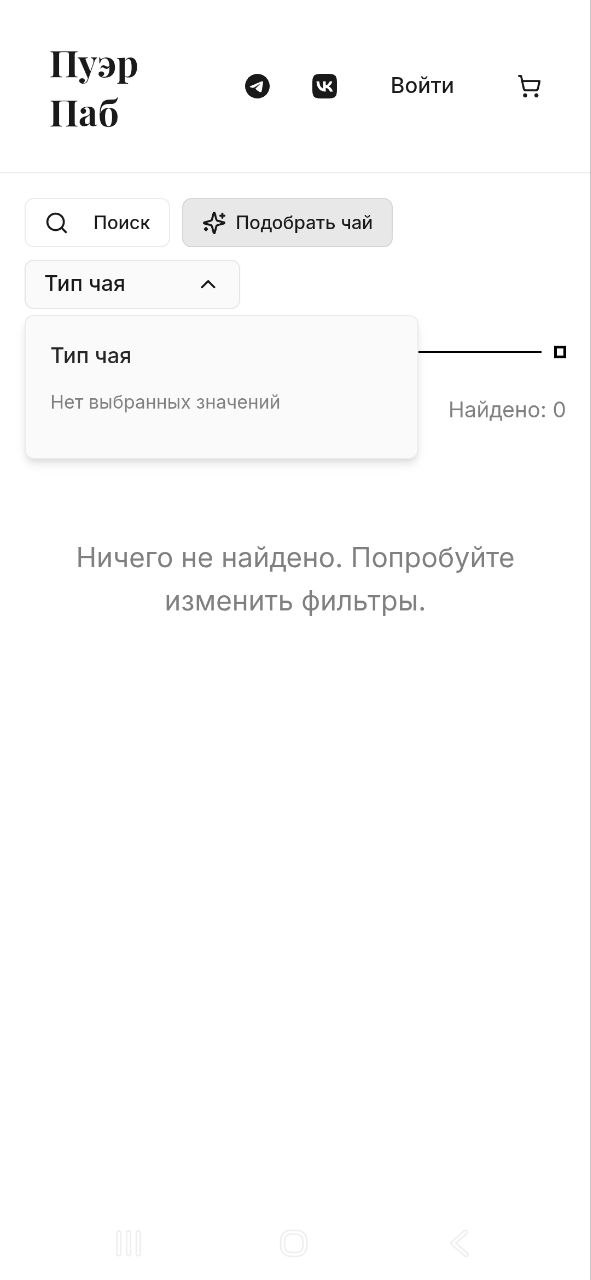 Пуэр
Паб
Войти
Поиск
Подобрать чай
Тип чая
Тип чая
Нет выбранных значений
Найдено: 0
Ничего не найдено. Попробуйте
изменить фильтры.